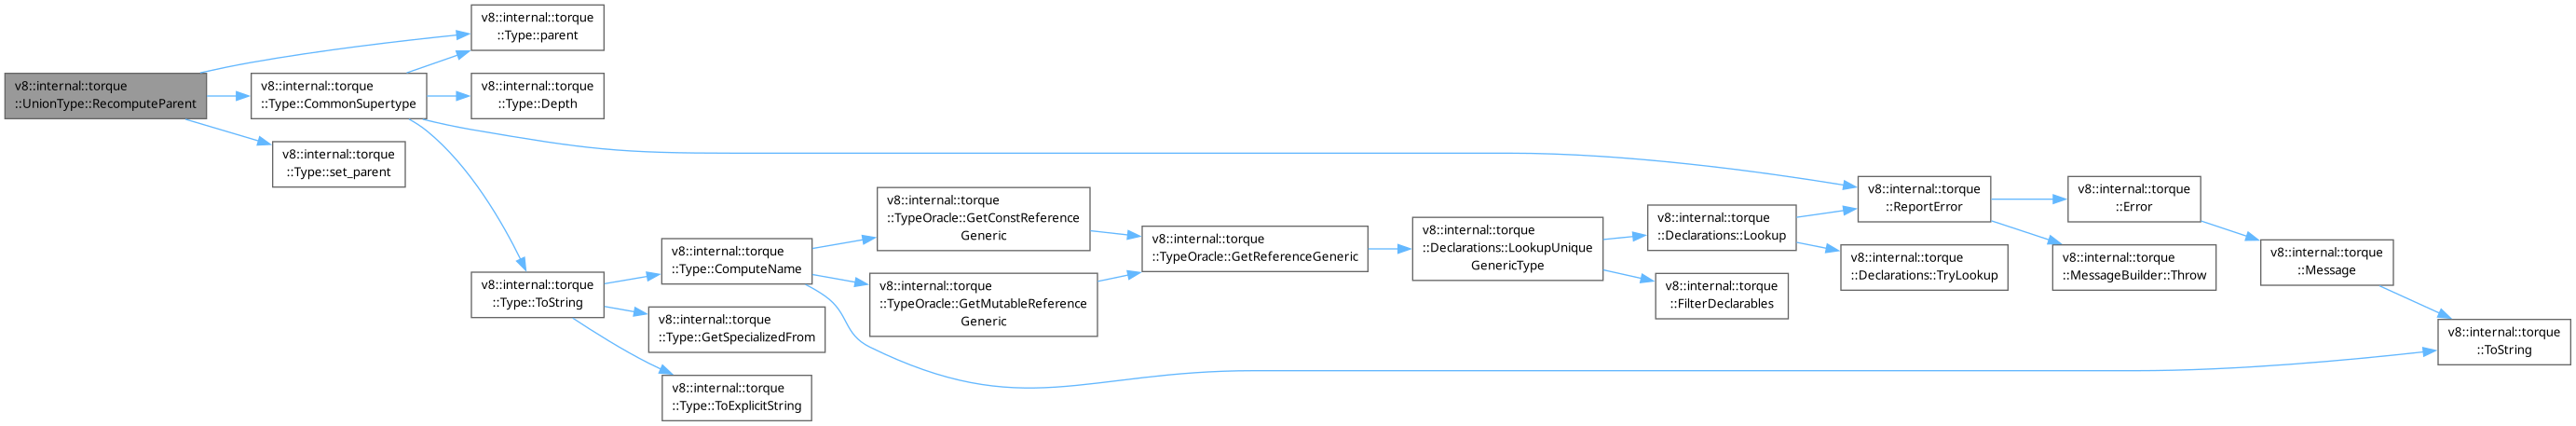 v8::internal::torque
::UnionType::RecomputeParent
v8::internal::torque
::Type::parent
v8::internal::torque
::Type::CommonSupertype
v8::internal::torque
::Type::Depth
v8::internal::torque
::Type::set_parent
v8::internal::torque
::Type::ToString
v8::internal::torque
::Type::ComputeName
v8::internal::torque
::Type::GetSpecializedFrom
v8::internal::torque
::Type::ToExplicitString
v8::internal::torque
::TypeOracle::GetConstReference
Generic
v8::internal::torque
::TypeOracle::GetMutableReference
Generic
v8::internal::torque
::TypeOracle::GetReferenceGeneric
v8::internal::torque
::Declarations::LookupUnique
GenericType
v8::internal::torque
::Declarations::Lookup
v8::internal::torque
::FilterDeclarables
v8::internal::torque
::ReportError
v8::internal::torque
::Declarations::TryLookup
v8::internal::torque
::Error
v8::internal::torque
::MessageBuilder::Throw
v8::internal::torque
::Message
v8::internal::torque
::ToString